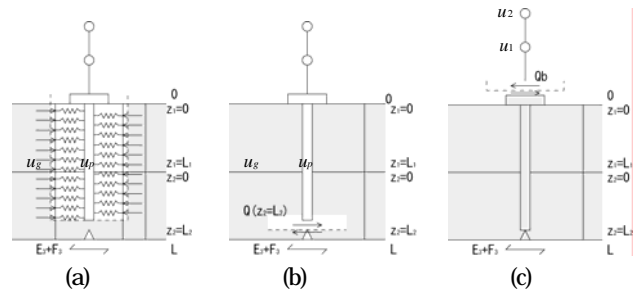 u2
u1
Qb
0
z1=0
ug
up
z1=L1
z2=0
z2=L2
E3+F3
L
(a)
0
z1=0
ug
up
z1=L1
z2=0
Q(z2=L2)
z2=L2
E3+F3
L
(b)
0
z1=0
z1=L1
z2=0
z2=L2
E3+F3
L
(c)